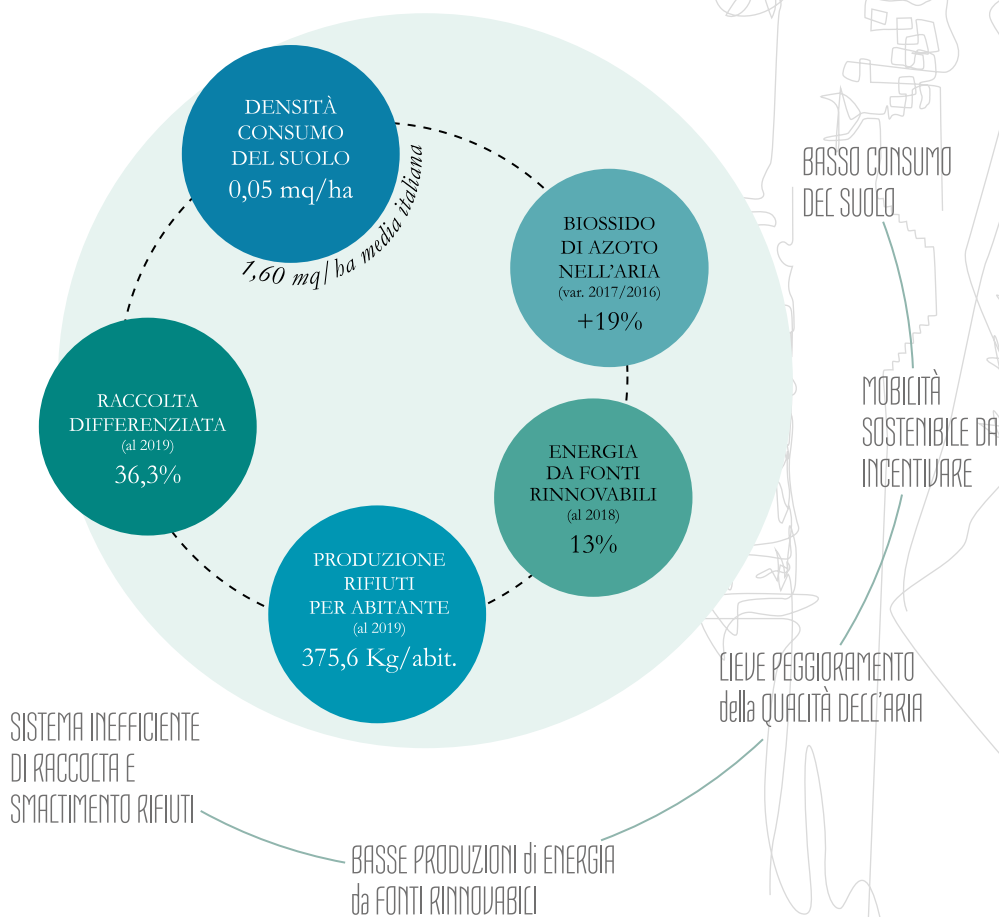 DENSITÀ
CONSUMO
DEL SUOLO
0,05 mq/ha
1,60 mq/ha media italiana
BIOSSIDO
DI AZOTO
NELL'ARIA
(var. 2017/2016)
+19%
RACCOLTA
DIFFERENZIATA
(al 2019)
36,3%
ENERGIA
DA FONTI
RINNOVABILI
(al 2018)
13%
PRODUZIONE
RIFIUTI
PER ABITANTE
(al 2019)
375,6 Kg/abit.
BASSO CONSUMO
DEL SUOLO
MOBILITÀ
SOSTENIBILE DA
INCENTIVARE
LIEVE PEGGIORAMENTO
della QUALITÀ DELL'ARIA
BASSE PRODUZIONI di ENERGIA
da FONTI RINNOVABILI
SISTEMA INEFFICIENTE
DI RACCOLTA E
SMALTIMENTO RIFIUTI